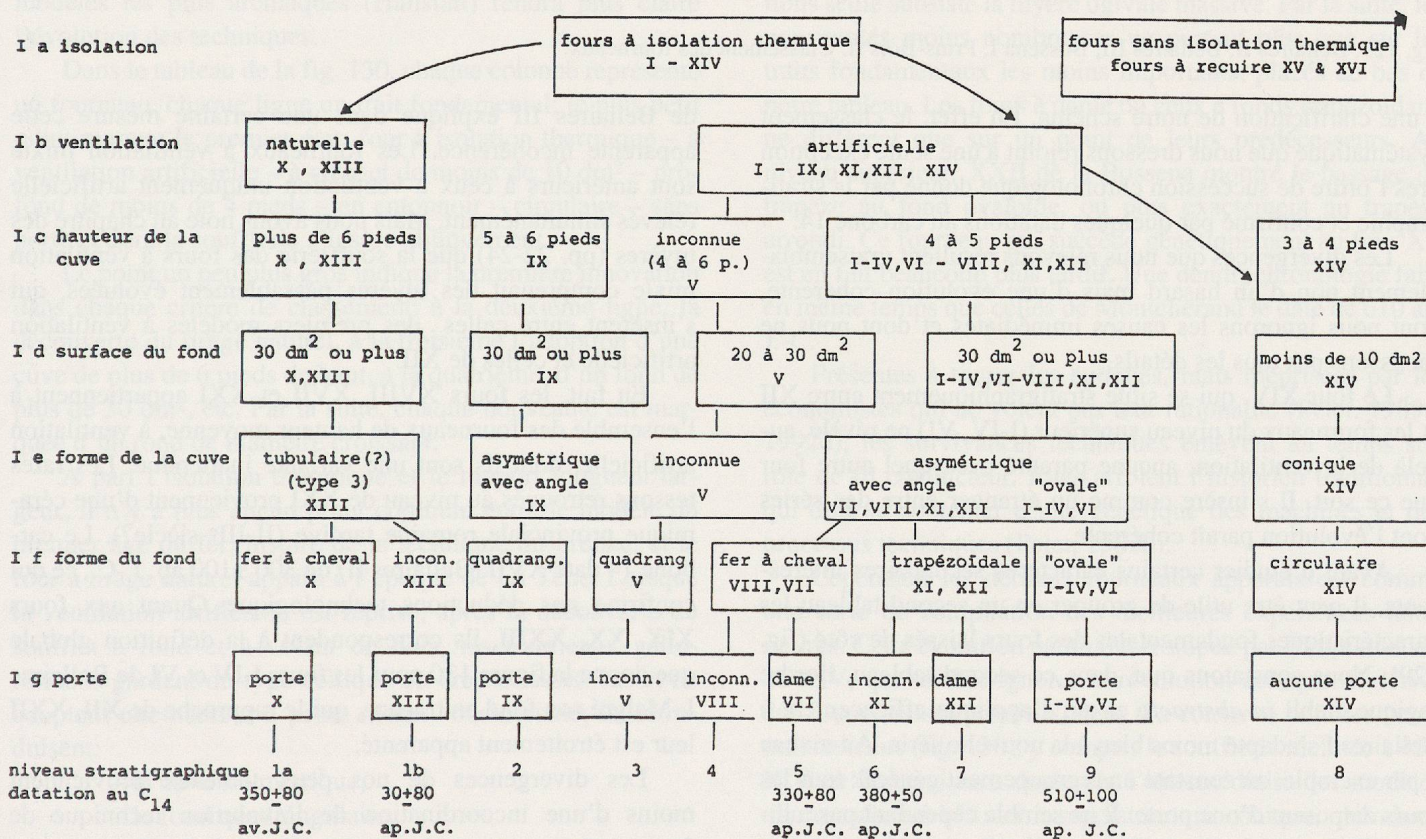 fours à isolation thermique
I - XIV
fours sans isolation thermique
fours à recuire XV à XVI
I a isolation
I b ventilation
naturelle
, XIII
artificielle
I - IX, XI,XII, XIV
I c hauteur de la
cuve
plus de 6 pieds
X , XIII
5 à 6 pieds
IX
inconnue
(4 à 6 p.)
V
4 à 5 pieds
I-IV,VI - VIII, XI,XII
3 à 4 pieds
XIV
I d surface du fond
30 dm2 ou plus
X,XIII
30 dm2 ou plus
IX
20 à 30 dm2
V
30 dm2 ou plus
I-IV,VI-VIII,XI,XII
moins de 10 dm2
XIV
I e forme de la cuve
tubulaire(?)
(type 3)
XIII
asymétrique
avec angle
IX
inconnue
V
asymétrique
avec angle
VII,VIII,XI,XII
"ovale"
I-IV,VI
conique
XIV
I f forme du fond
X
XIII
quadrang.
IX
quadrang.
V
fer à cheval
VIII,VII
trapézoidale
XI, XII
"ovale"
I-IV,VI
circulaire
XIV
I g porte
porte
X
porte
XIII
porte
IX
inconn.
V
inconn.
VIII
dame
VII
inconn.
XI
dame
XII
porte
I-IV,VI
aucune porte
XIV
niveau stratigraphique 1a 1b 2 3 4 5 6 7 9 8
datation au C14 250+80 30+80 330+80 600+50 510+100
av.J.C. ap.J.C. ap.J.C. ap.J.C. ap. J.C.